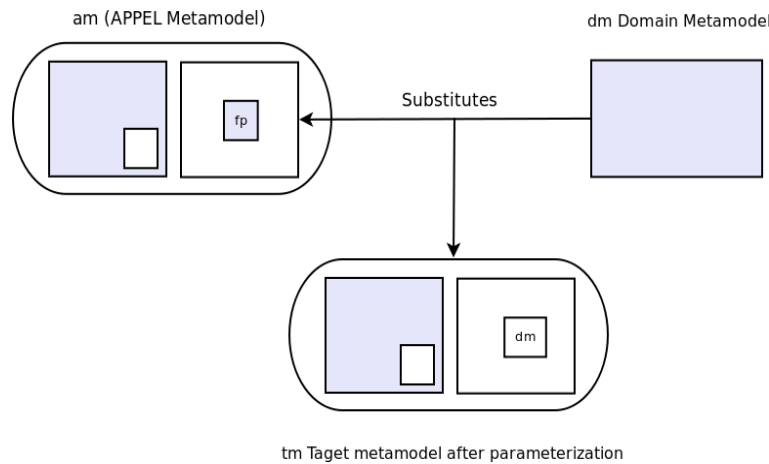 am (APPEL Metamodel)
dm Domain Metamodel
Substitutes
fp
dm
tm Taget metamodel after parameterization